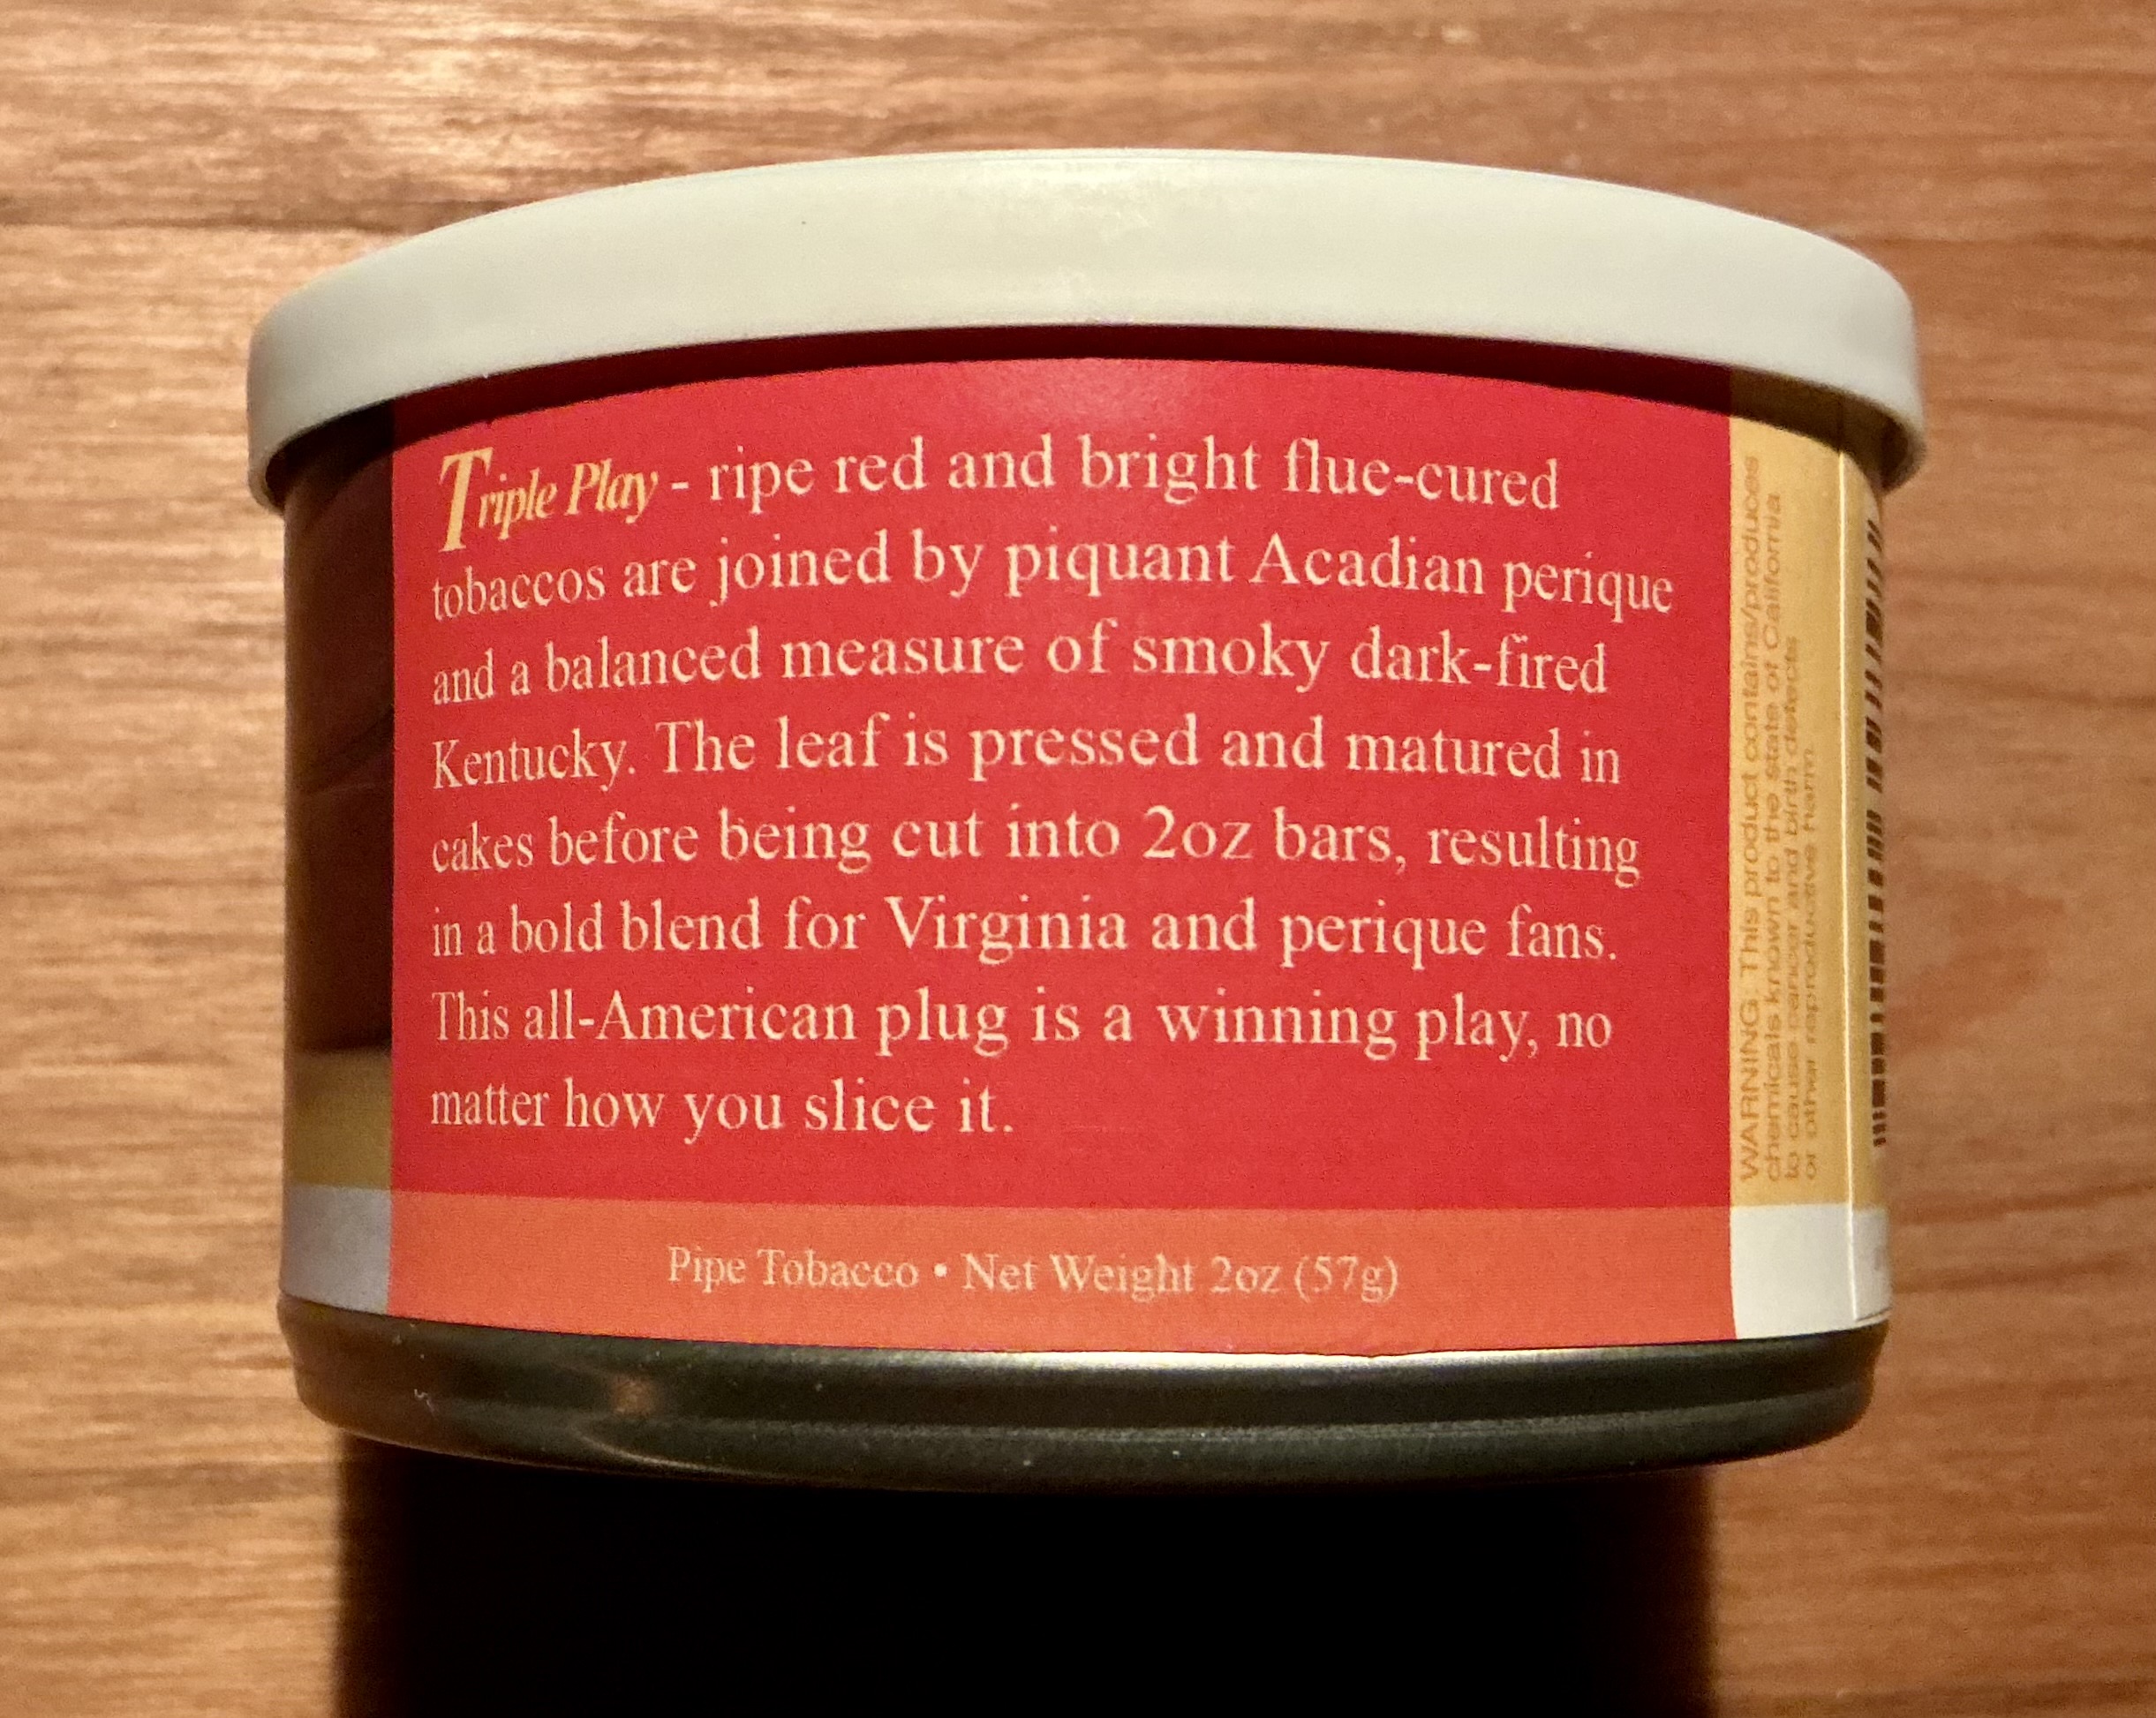 Triple Play - ripe red and bright flue-cured
tobaccos are joined by piquant Acadian perique
and a balanced measure of smoky dark-fired
Kentucky. The leaf is pressed and matured in
cakes before being cut into 2oz bars, resulting
in a bold blend for Virginia and perique fans.
This all-American plug is a winning play, no
matter how you slice it.
Pipe Tobacco • Net Weight 2oz (57g)
WARNING: This product contains/produces
chemicals known to the state of California
to cause cancer and birth defects
or other reproductive harm.